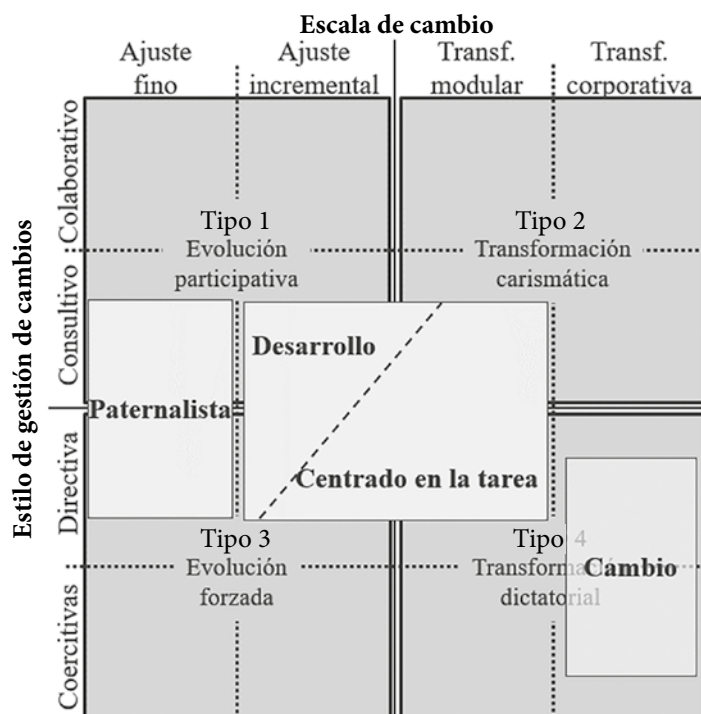 Escala de cambio
Ajuste fino
Ajuste incremental
Transf. modular
Transf. corporativa
Estilo de gestión de cambios
Colaborativo
Consultivo
Directiva
Coercitivas
Tipo 1
Evolución
participativa
Tipo 2
Transformación
carismática
Desarrollo
Paternalista
Centrado en la tarea
Tipo 3
Evolución
forzada
Tipo 4
Transformación
dictatorial
Cambio